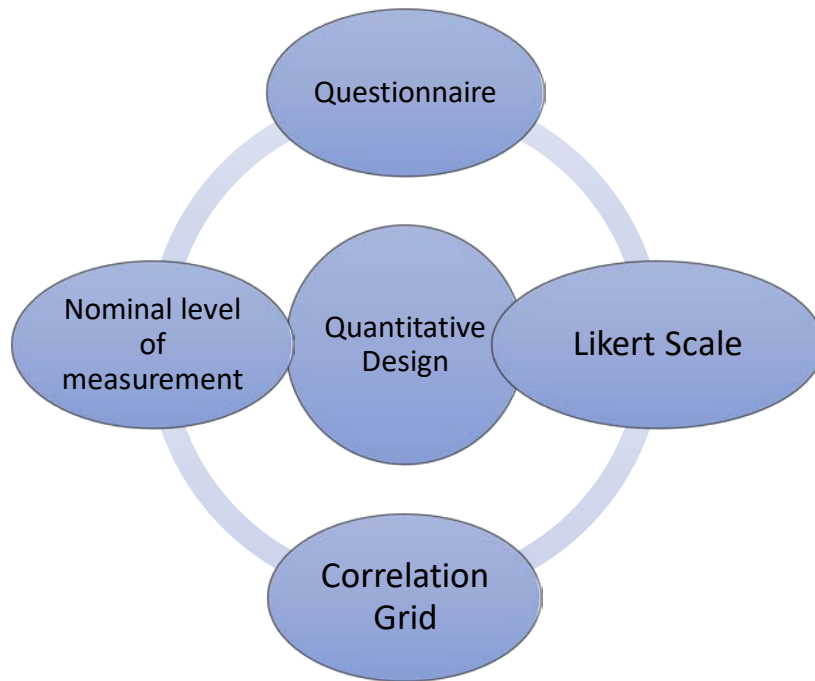 Questionnaire
Nominal level
of
measurement
Quantitative
Design
Likert Scale
Correlation
Grid